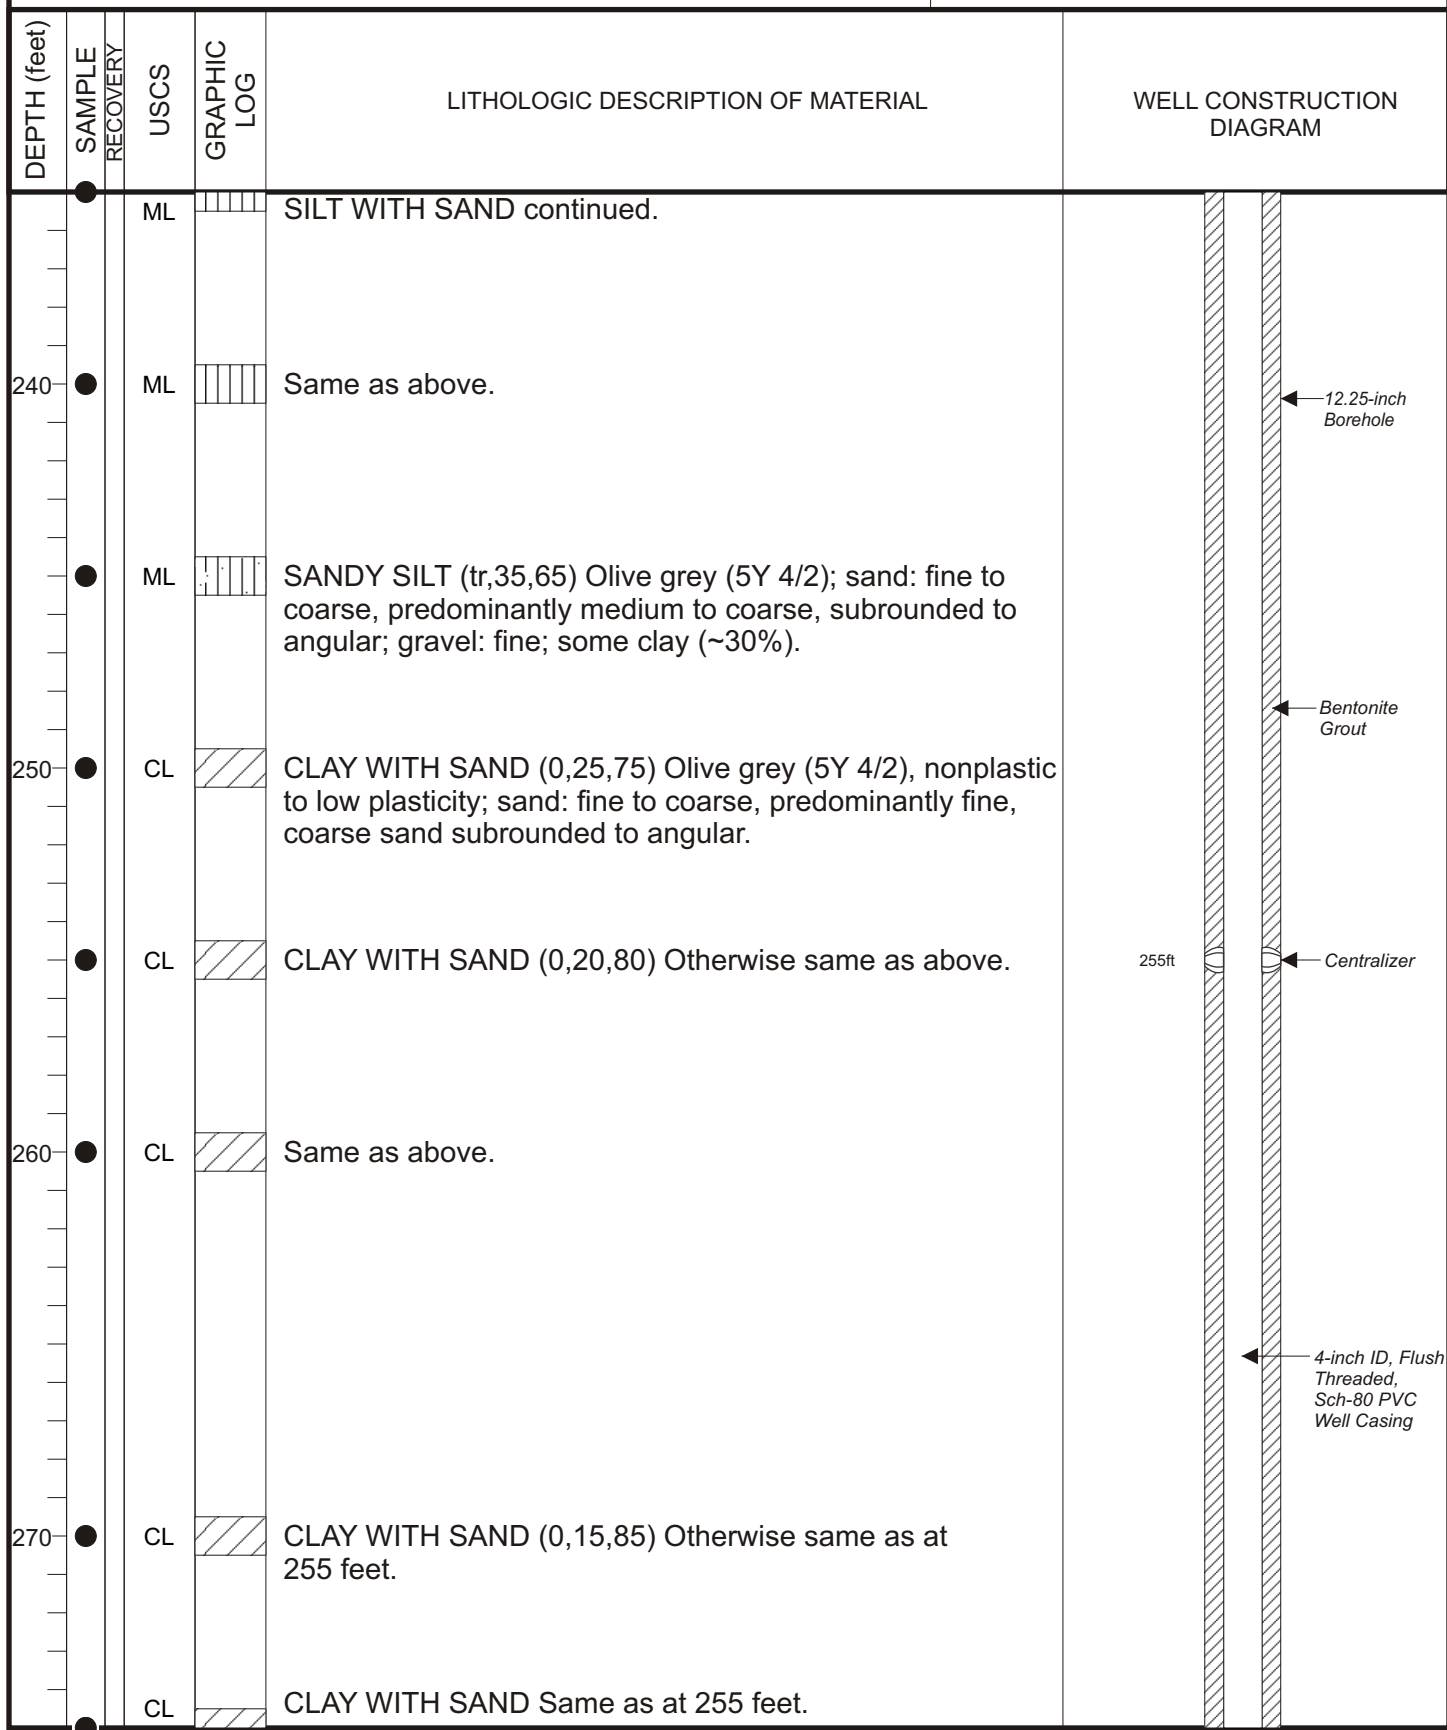 DEPTH (feet)
SAMPLE
RECOVERY
USCS
GRAPHIC
LOG
LITHOLOGIC DESCRIPTION OF MATERIAL
WELL CONSTRUCTION
DIAGRAM
ML
SILT WITH SAND continued.
240
ML
Same as above.
12.25-inch
Borehole
ML
SANDY SILT (tr,35,65) Olive grey (5Y 4/2); sand: fine to
coarse, predominantly medium to coarse, subrounded to
angular; gravel: fine; some clay (~30%).
Bentonite
Grout
250
CL
CLAY WITH SAND (0,25,75) Olive grey (5Y 4/2), nonplastic
to low plasticity; sand: fine to coarse, predominantly fine,
coarse sand subrounded to angular.
CL
CLAY WITH SAND (0,20,80) Otherwise same as above.
255ft
Centralizer
260
CL
Same as above.
4-inch ID, Flush
Threaded,
Sch-80 PVC
Well Casing
270
CL
CLAY WITH SAND (0,15,85) Otherwise same as at
255 feet.
CL
CLAY WITH SAND Same as at 255 feet.